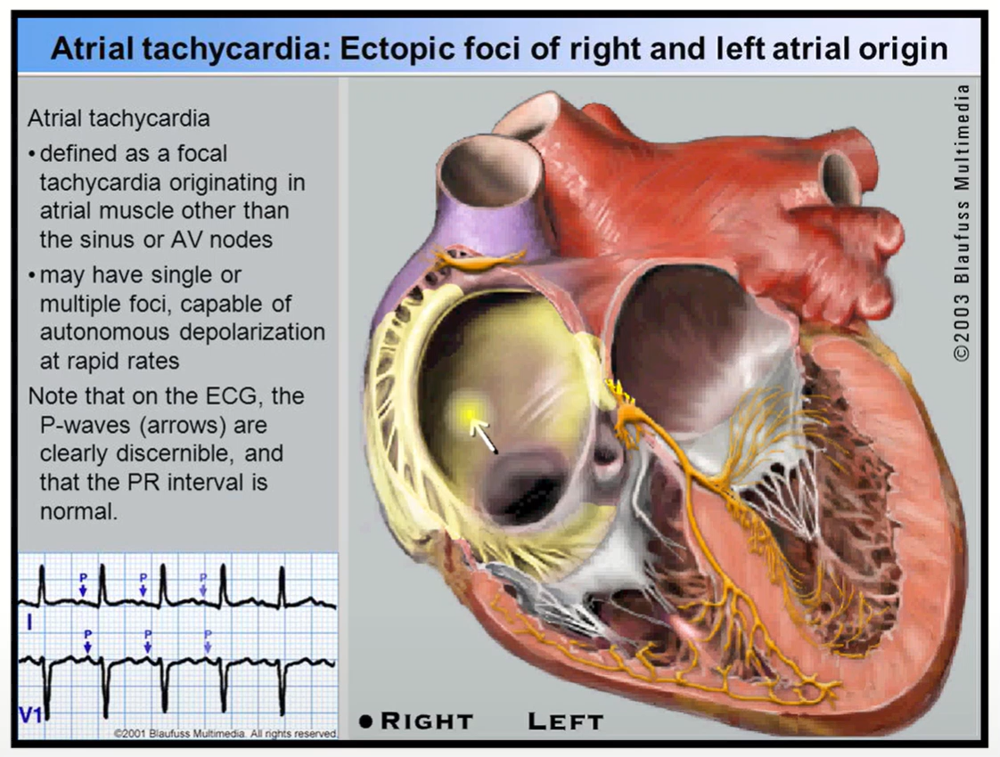 Atrial tachycardia: Ectopic foci of right and left atrial origin
Atrial tachycardia
• defined as a focal
tachycardia originating in
atrial muscle other than
the sinus or AV nodes
• may have single or
multiple foci, capable of
autonomous depolarization
at rapid rates
Note that on the ECG, the
P-waves (arrows) are
clearly discernible, and
that the PR interval is
normal.
P P P
I
P P P
V1
©2001 Blaufuss Multimedia. All rights reserved.
©2003 Blaufuss Multimedia
• RIGHT LEFT